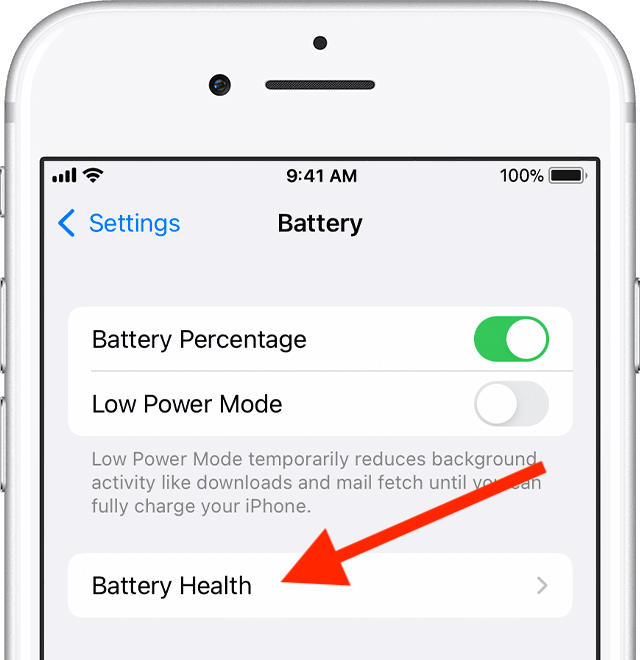 9:41 AM 100%
Settings Battery
Battery Percentage
Low Power Mode
Low Power Mode temporarily reduces background
activity like downloads and mail fetch until you can
fully charge your iPhone.
Battery Health